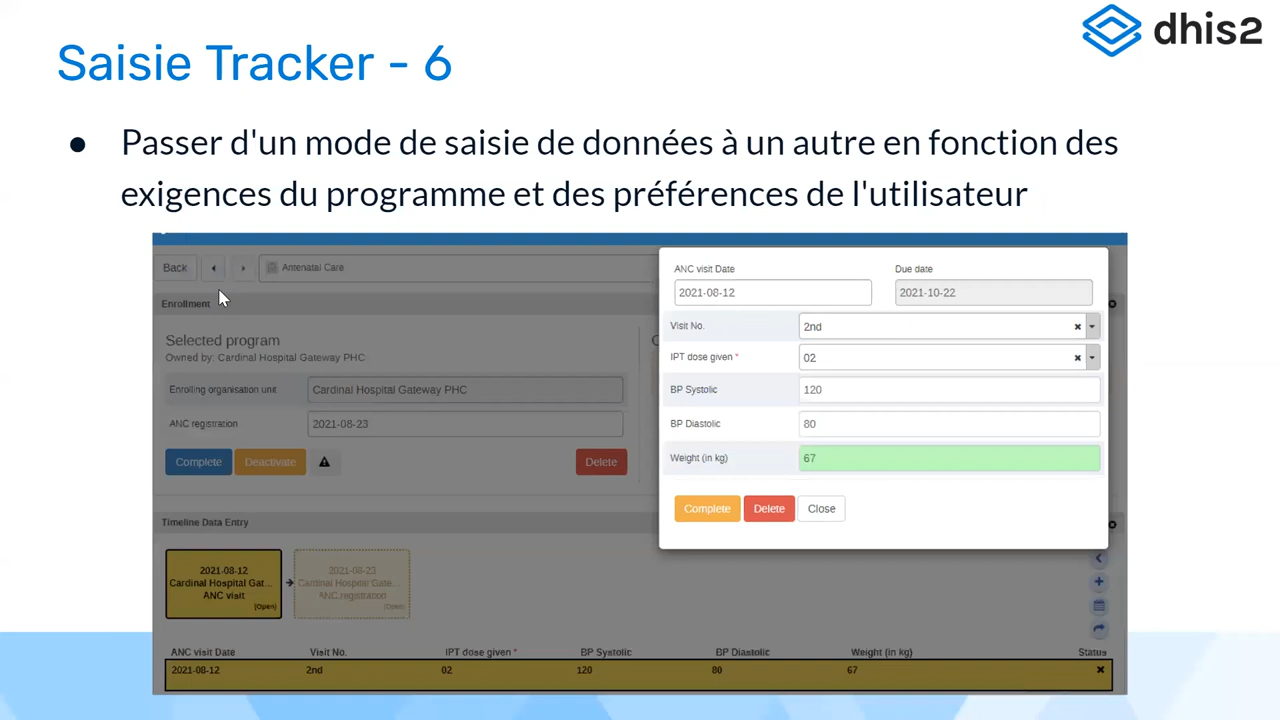 dhis2
Saisie Tracker - 6
● Passer d'un mode de saisie de données à un autre en fonction des
exigences du programme et des préférences de l'utilisateur
Back
Antenatal Care
Enrollment
Selected program
Owned by: Cardinal Hospital Gateway PHC
Enrolling organisation unit Cardinal Hospital Gateway PHC
ANC registration 2021-08-23
Complete Deactivate Delete
ANC visit Date Due date
2021-08-12 2021-10-22
Visit No. 2nd
IPT dose given * 02
BP Systolic 120
BP Diastolic 80
Weight (in kg) 67
Complete Delete Close
Timeline Data Entry
2021-08-12
Cardinal Hospital Gat...
ANC visit
(Open)
2021-08-23
Cardinal Hospital Gate...
ANC registration
(Open)
ANC visit Date Visit No. IPT dose given * BP Systolic BP Diastolic Weight (in kg) Status
2021-08-12 2nd 02 120 80 67